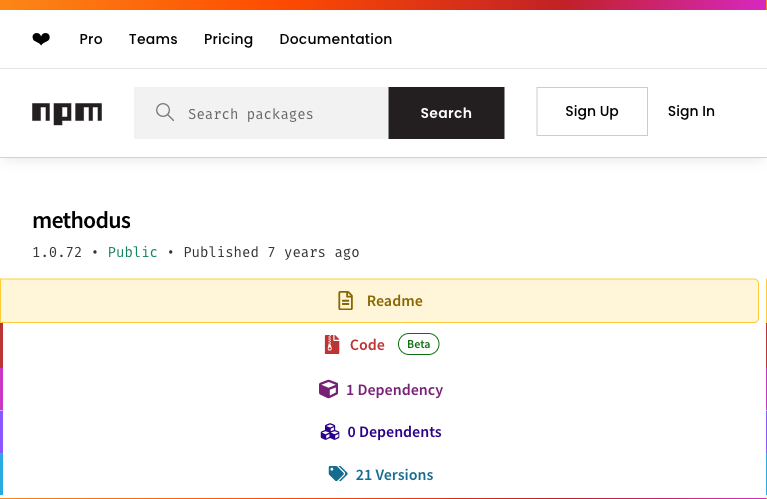 ❤ Pro Teams Pricing Documentation
npm Search packages Search Sign Up Sign In
methodus
1.0.72 • Public • Published 7 years ago
Readme
Code Beta
1 Dependency
0 Dependents
21 Versions